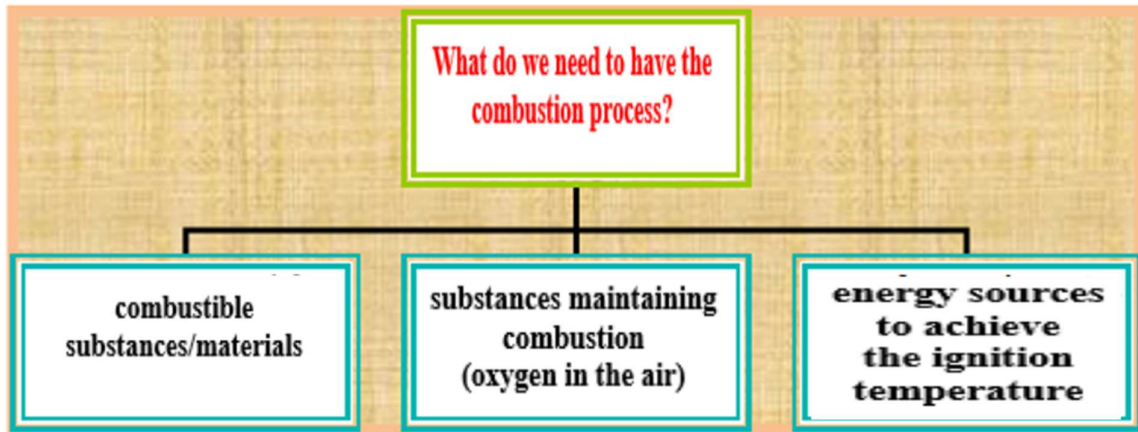 What do we need to have the
combustion process?
combustible
substances/materials
substances maintaining
combustion
(oxygen in the air)
energy sources
to achieve
the ignition
temperature